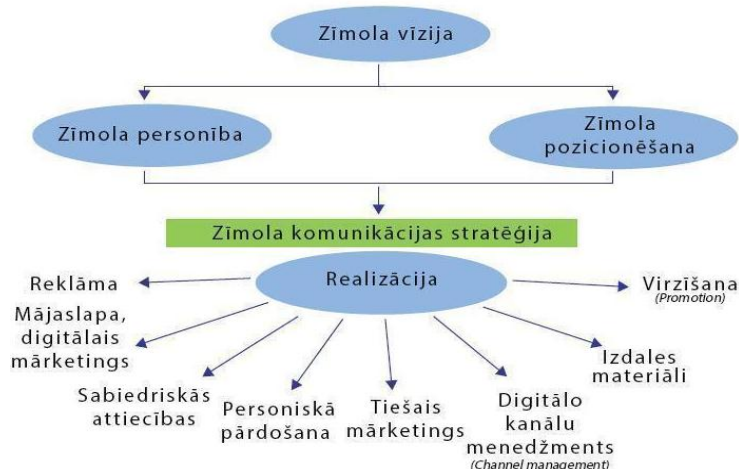 Zīmola vīzija
Zīmola personība
Zīmola
pozicionēšana
Zīmola komunikācijas stratēģija
Realizācija
Reklāma
Mājaslapa,
digitālais
mārketings
Sabiedriskās
attiecības
Personiskā
pārdošana
Tiešais
mārketings
Digitālo
kanālu
menedžments
(Channel management)
Izdales
materiāli
Virzīšana
(Promotion)